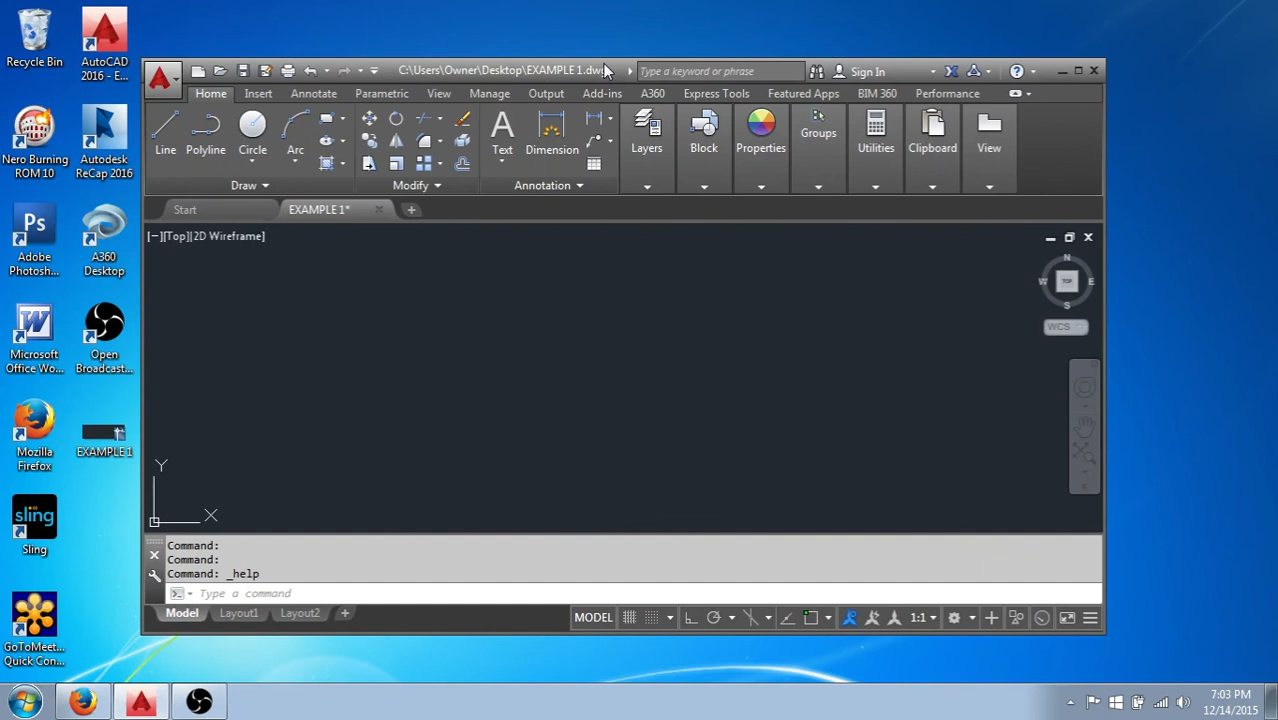 Recycle Bin
AutoCAD
2016 - E...
Nero Burning
ROM 10
Autodesk
ReCap 2016
Ps
Adobe
Photosh...
A360
Desktop
Microsoft
Office Wo...
Open
Broadcast...
Mozilla
Firefox
EXAMPLE 1
sling
Sling
GoToMeet...
Quick Con...
C:\Users\Owner\Desktop\EXAMPLE 1.dw
Type a keyword or phrase
Sign In
Home Insert Annotate Parametric View Manage Output Add-ins A360 Express Tools Featured Apps BIM 360 Performance
Line Polyline Circle Arc
Text Dimension
Layers Block Properties Groups Utilities Clipboard View
Draw Modify Annotation
Start EXAMPLE 1*
[−][Top][2D Wireframe]
N
W TOP E
S
WCS
Y
X
Command:
Command:
Command: _help
Type a command
Model Layout1 Layout2
MODEL 1:1
7:03 PM
12/14/2015